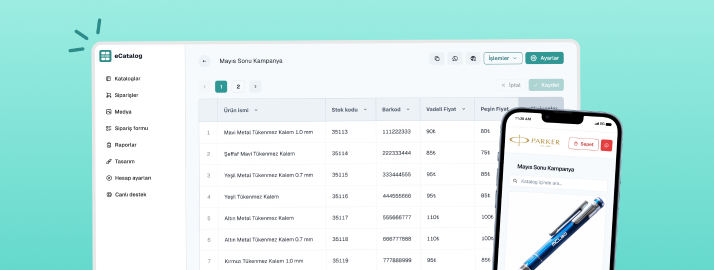 eCatalog
Kataloglar
Siparişler
Medya
Sipariş formu
Raporlar
Tasarım
Hesap ayarları
Canlı destek
Mayıs Sonu Kampanya
İşlemler
Ayarlar
1 2
İptal
Kaydet
Ürün ismi Stok kodu Barkod Vadeli Fiyat Peşin Fiyat
1 Mavi Metal Tükenmez Kalem 1.0 mm 35113 111222333 90₺ 80₺
2 Şeffaf Mavi Tükenmez Kalem 35114 222333444 85₺ 75₺
3 Yeşil Metal Tükenmez Kalem 0.7 mm 35115 333444555 95₺ 85₺
4 Yeşil Tükenmez Kalem 35116 444555666 95₺ 85₺
5 Altın Metal Tükenmez Kalem 35117 555666777 110₺ 100₺
6 Altın Metal Tükenmez Kalem 0.7 mm 35118 666777888 110₺ 100₺
7 Kırmızı Tükenmez Kalem 1.0 mm 35119 777888999 95₺ 85₺
11:30 AM
PARKER
Sepet
Mayıs Sonu Kampanya
Katalog içinde ara...